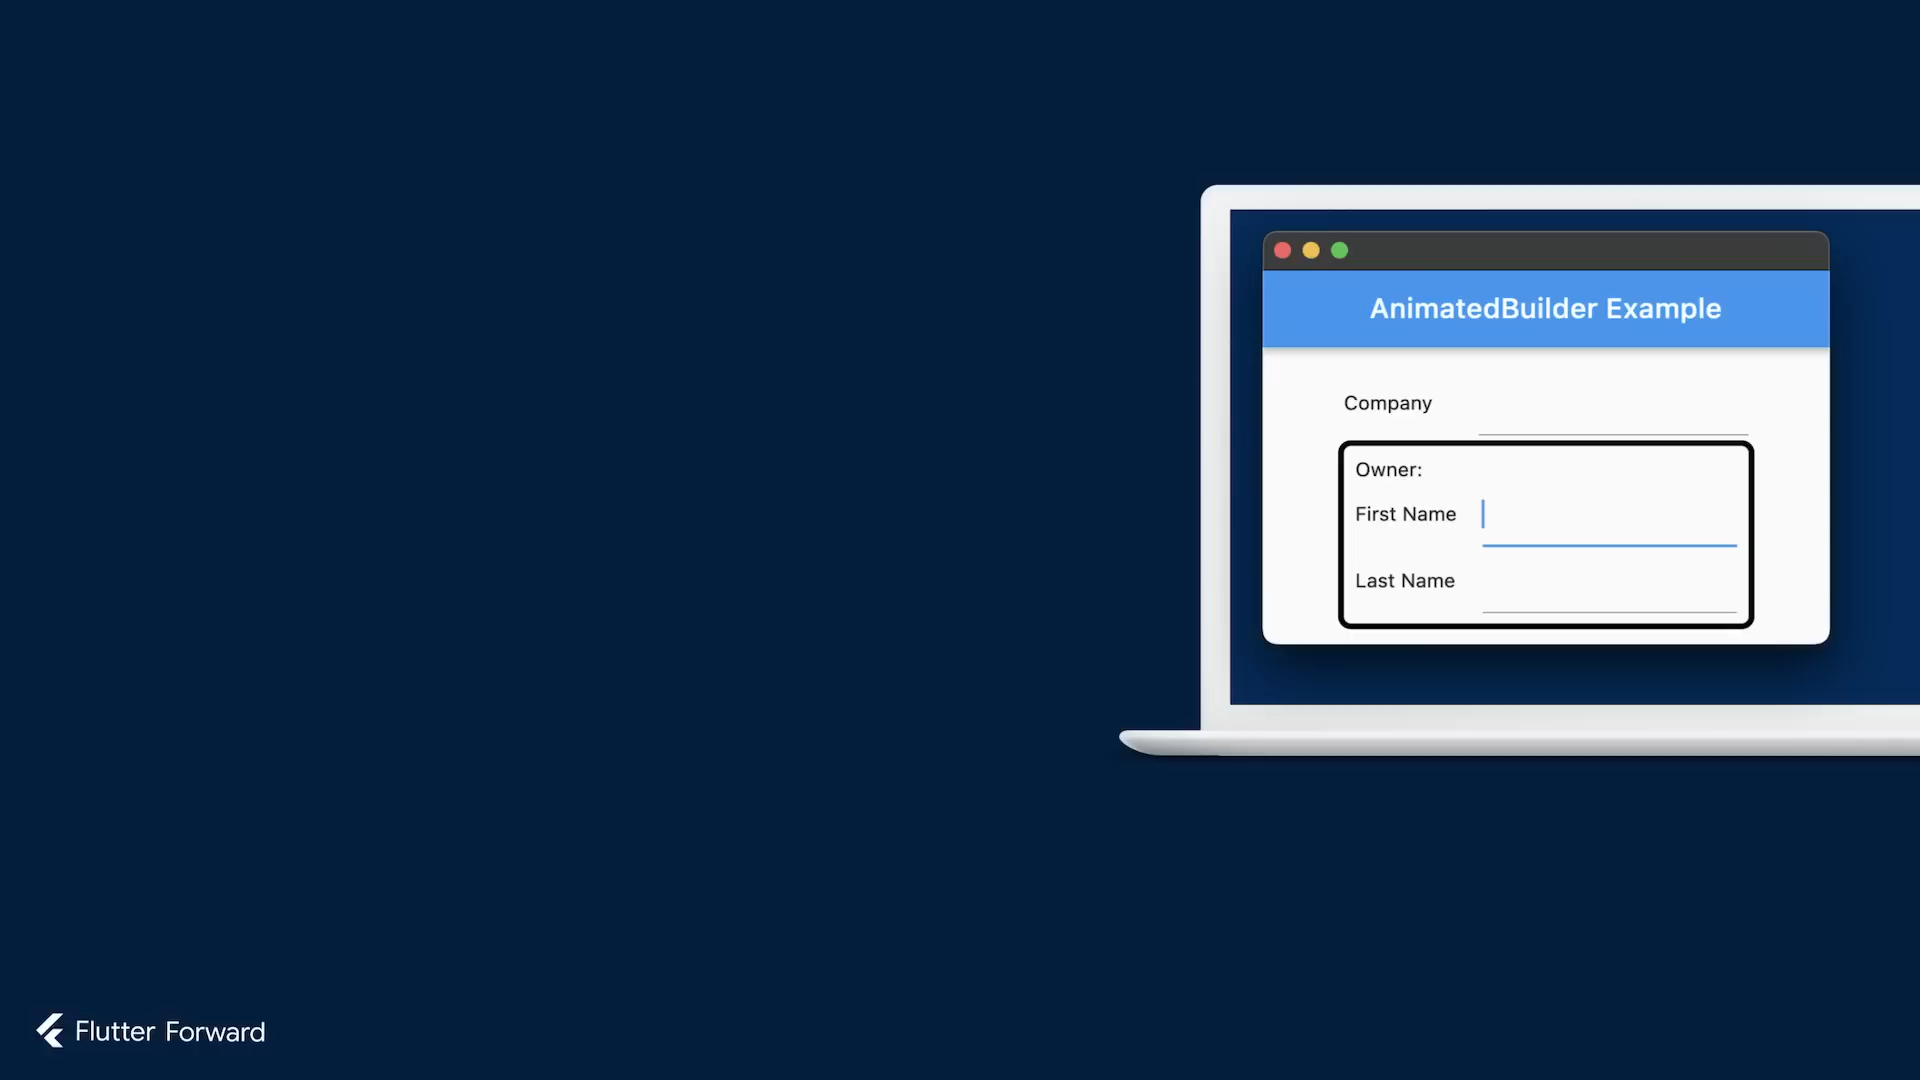 AnimatedBuilder Example
Company
Owner:
First Name
Last Name
Flutter Forward